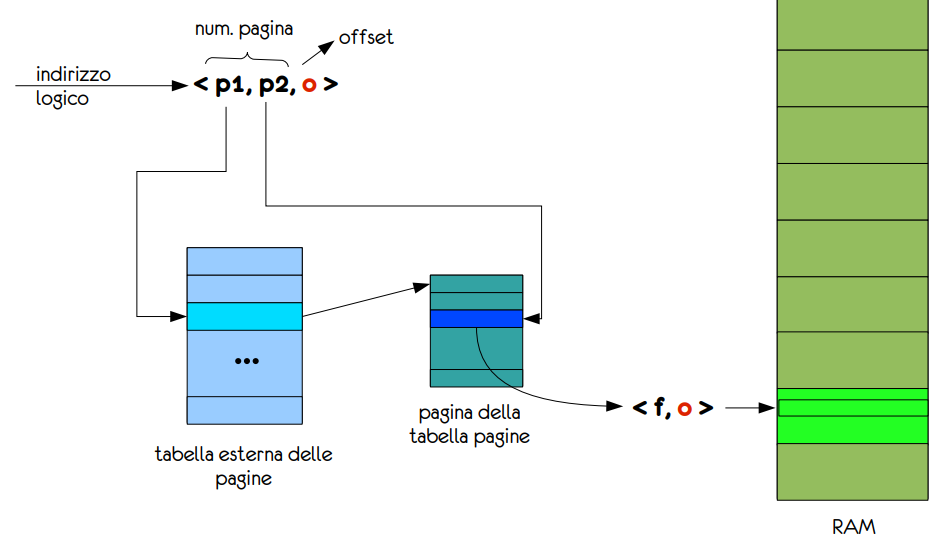 num. pagina
offset
indirizzo
logico
< p1, p2, o >
•••
pagina della
tabella pagine
< f, o >
tabella esterna delle
pagine
RAM